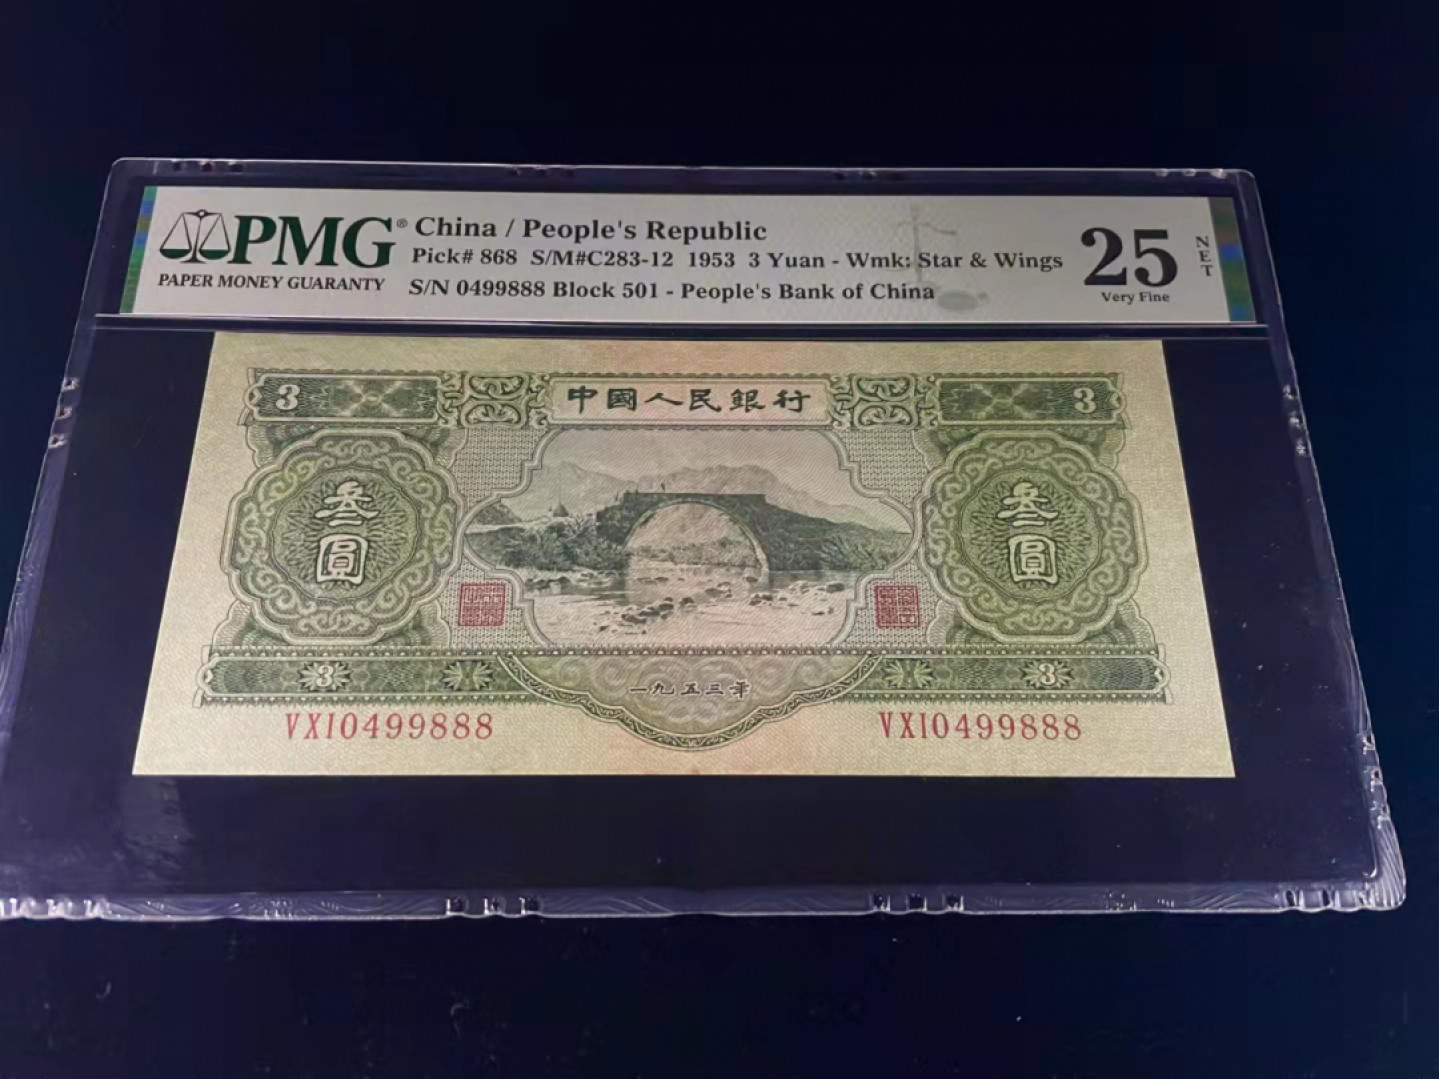 PMG®
PAPER MONEY GUARANTY
China / People's Republic
Pick# 868 S/M#C283-12 1953 3 Yuan - Wmk: Star & Wings
S/N 0499888 Block 501 - People's Bank of China
25
NET
Very Fine
3
中國人民銀行
3
叁圓
叁圓
3
一九五三年
3
VXI0499888
VXI0499888